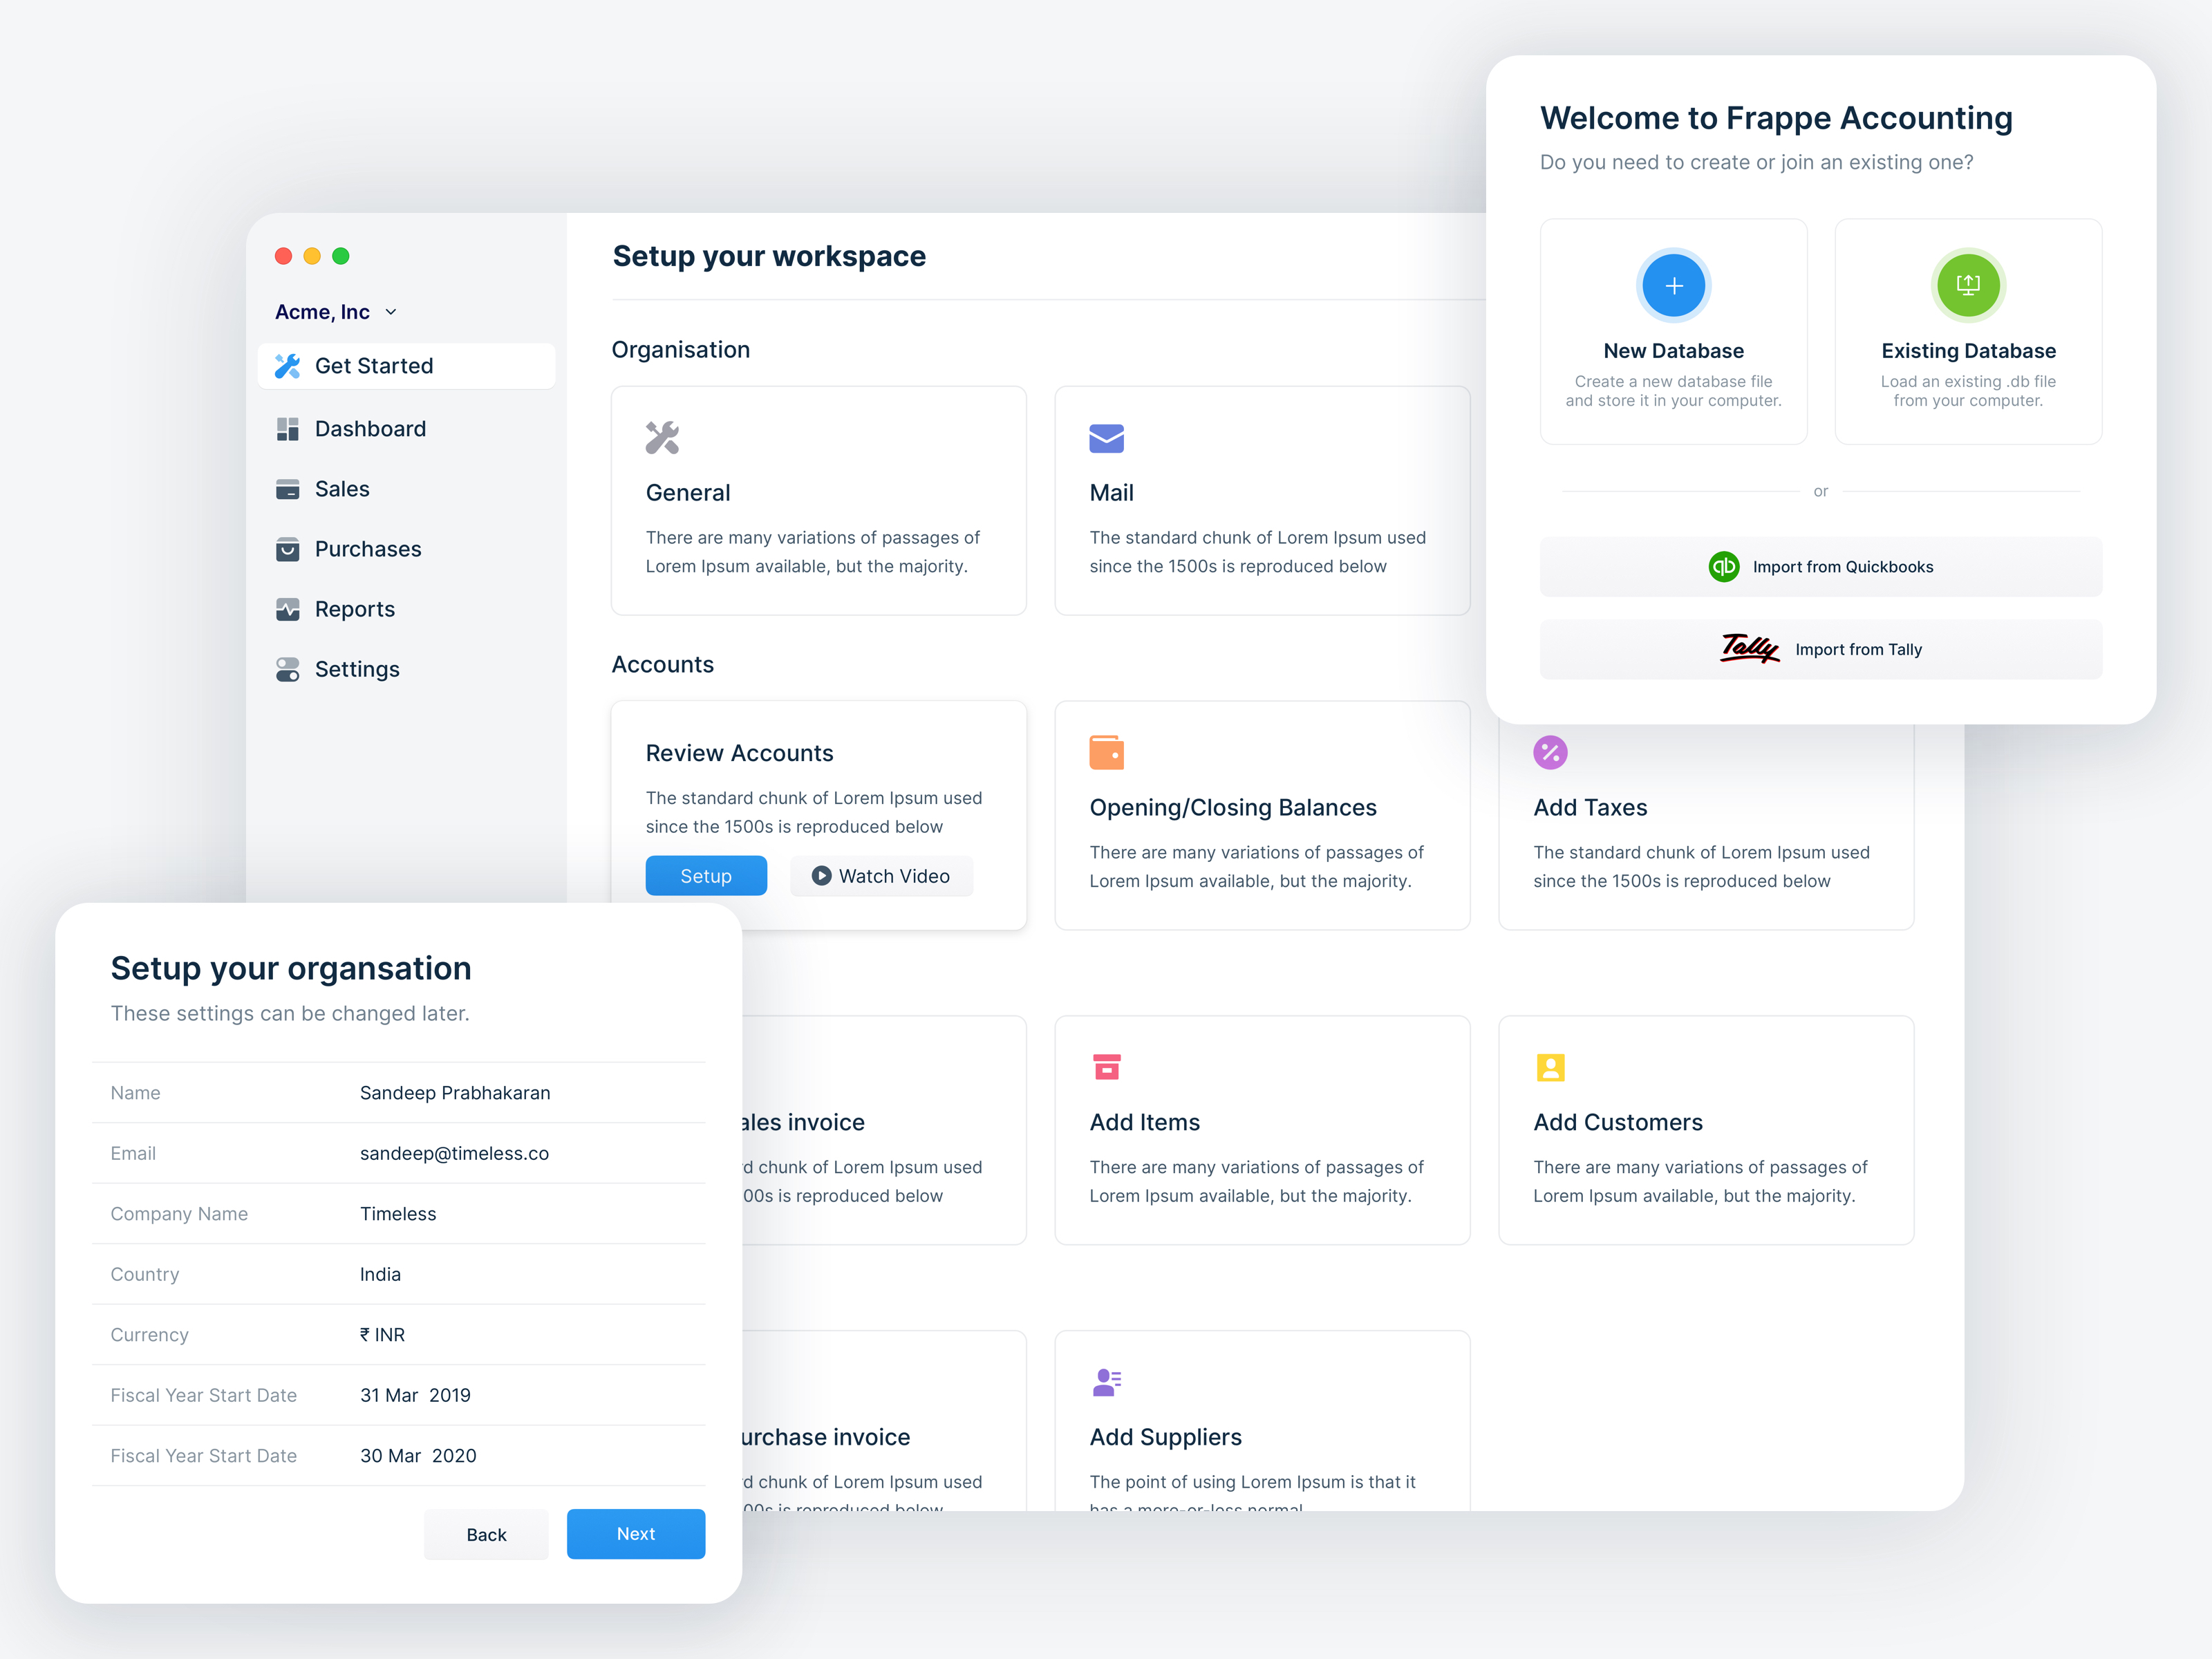 Welcome to Frappe Accounting
Do you need to create or join an existing one?
New Database
Create a new database file
and store it in your computer.
Existing Database
Load an existing .db file
from your computer.
or
qb Import from Quickbooks
Tally Import from Tally
Acme, Inc
Get Started
Dashboard
Sales
Purchases
Reports
Settings
Setup your workspace
Organisation
General
There are many variations of passages of
Lorem Ipsum available, but the majority.
Mail
The standard chunk of Lorem Ipsum used
since the 1500s is reproduced below
Accounts
Review Accounts
The standard chunk of Lorem Ipsum used
since the 1500s is reproduced below
Setup
Watch Video
Opening/Closing Balances
There are many variations of passages of
Lorem Ipsum available, but the majority.
Add Taxes
The standard chunk of Lorem Ipsum used
since the 1500s is reproduced below
ales invoice
d chunk of Lorem Ipsum used
00s is reproduced below
Add Items
There are many variations of passages of
Lorem Ipsum available, but the majority.
Add Customers
There are many variations of passages of
Lorem Ipsum available, but the majority.
urchase invoice
d chunk of Lorem Ipsum used
00s is reproduced below
Add Suppliers
The point of using Lorem Ipsum is that it
has a more-or-less normal
Setup your organsation
These settings can be changed later.
Name Sandeep Prabhakaran
Email sandeep@timeless.co
Company Name Timeless
Country India
Currency ₹ INR
Fiscal Year Start Date 31 Mar 2019
Fiscal Year Start Date 30 Mar 2020
Back
Next